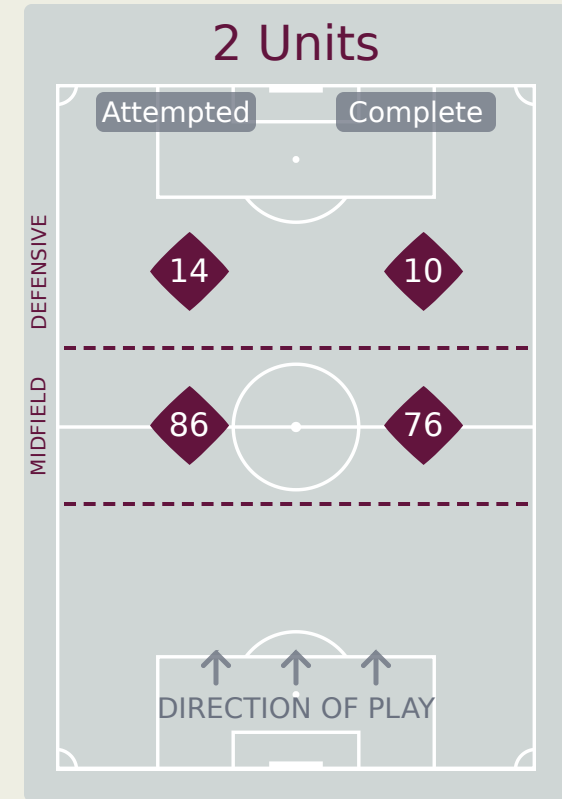 2 Units
Attempted
Complete
DEFENSIVE
14
10
MIDFIELD
86
76
DIRECTION OF PLAY